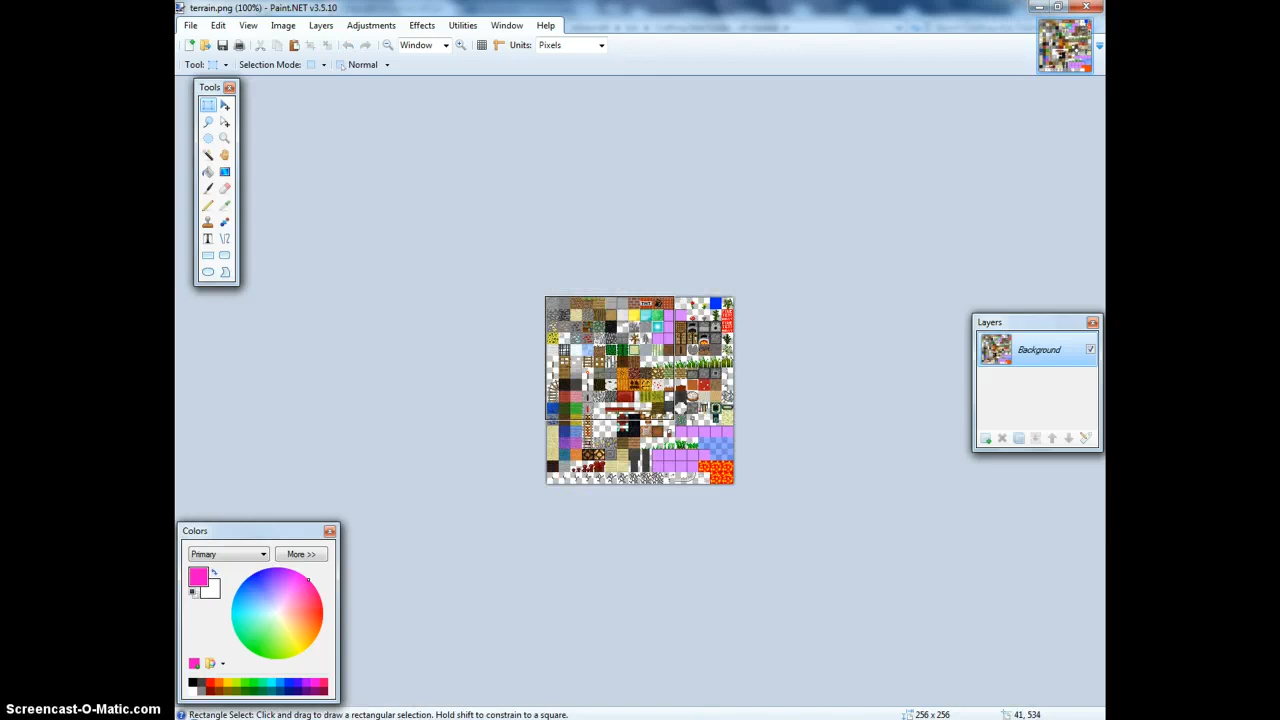 terrain.png (100%) - Paint.NET v3.5.10
File Edit View Image Layers Adjustments Effects Utilities Window Help
Window Units: Pixels
Tool: Selection Mode: Normal
Tools
T
TNT
Layers
Background
Colors
Primary More >>
Rectangle Select: Click and drag to draw a rectangular selection. Hold shift to constrain to a square. 256 x 256 41, 534
Screencast-O-Matic.com